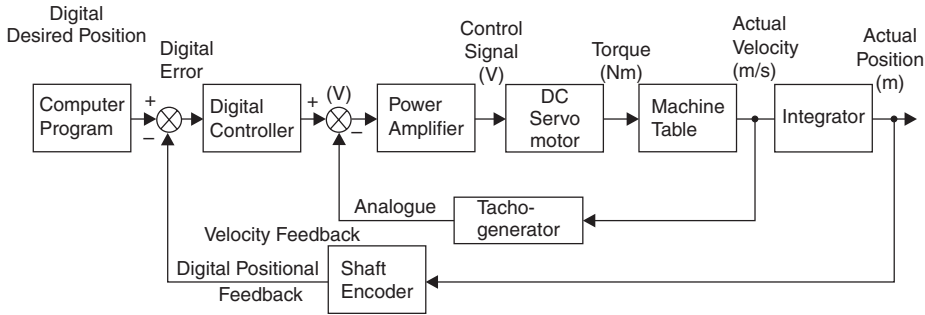 Digital
Desired Position
Digital
Error
Control
Signal
(V)
Torque
(Nm)
Actual
Velocity
(m/s)
Actual
Position
(m)
Computer
Program
+
−
Digital
Controller
+ (V)
−
Power
Amplifier
DC
Servo
motor
Machine
Table
Integrator
Analogue
Velocity Feedback
Tacho-
generator
Digital Positional
Feedback
Shaft
Encoder